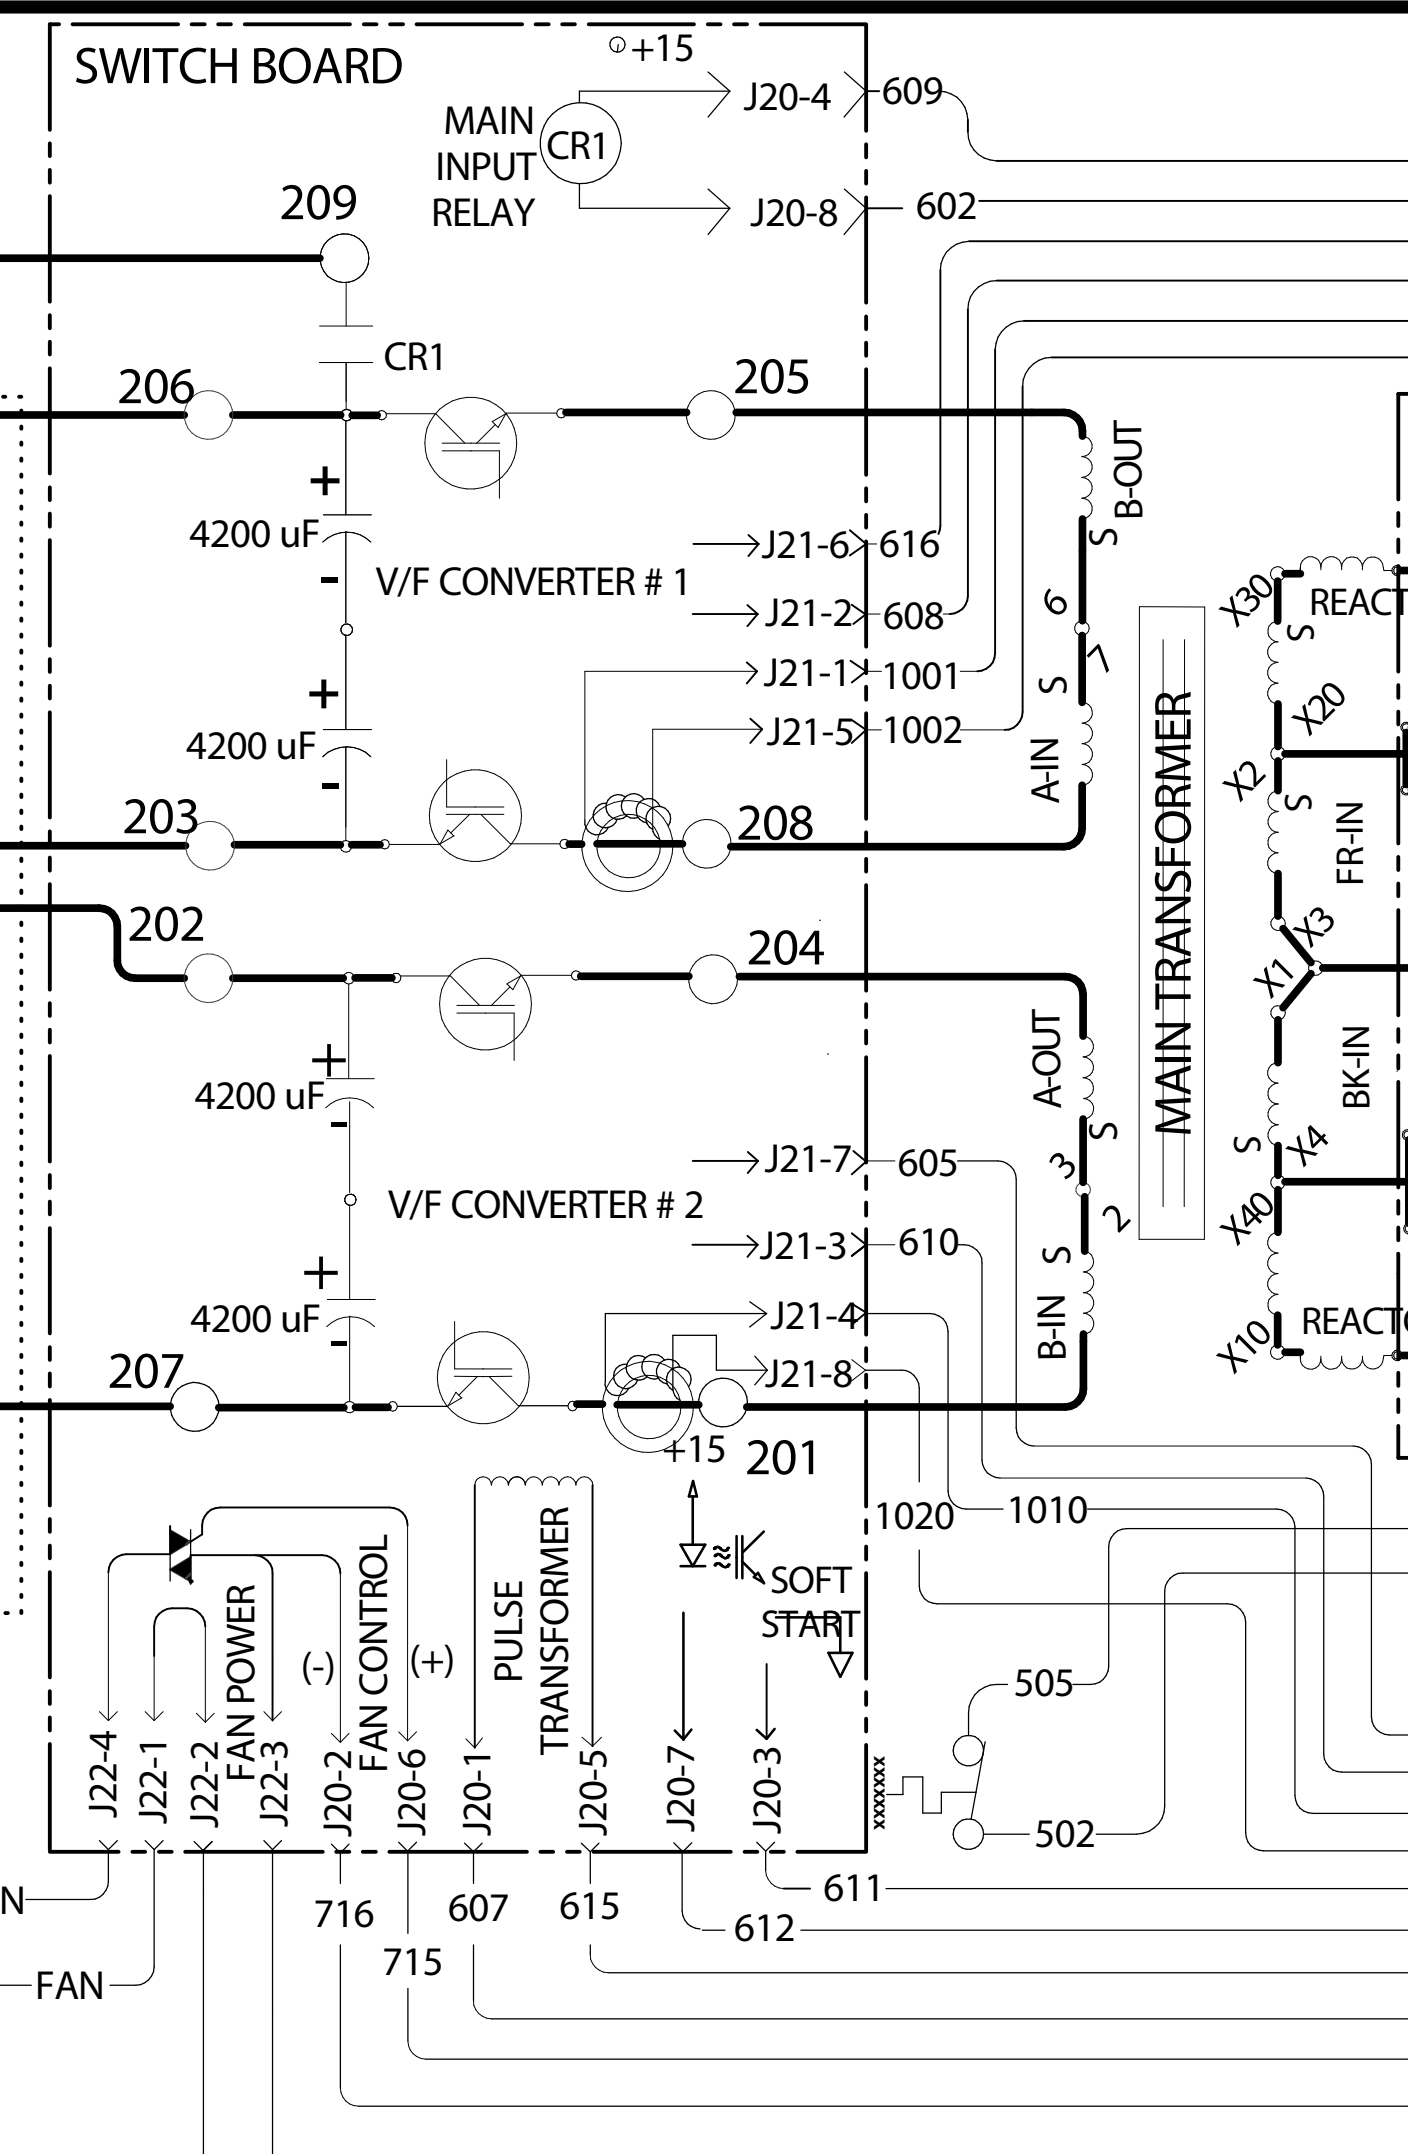 SWITCH BOARD
+15
J20-4
609
MAIN
INPUT
RELAY
CR1
J20-8
602
209
CR1
206
205
+
4200 uF
-
B-OUT
S
J21-6
616
V/F CONVERTER # 1
J21-2
608
6
7
+
4200 uF
-
J21-1
1001
J21-5
1002
S
A-IN
203
208
MAIN TRANSFORMER
X30
REACT
S
X20
X2
S
FR-IN
X3
X1
BK-IN
S
X4
X40
REACTO
X10
202
204
+
4200 uF
-
A-OUT
S
J21-7
605
3
V/F CONVERTER # 2
2
J21-3
610
S
B-IN
+
4200 uF
-
J21-4
J21-8
207
201
+15
1020
1010
SOFT
START
FAN POWER
(-)
FAN CONTROL
(+)
PULSE
TRANSFORMER
505
502
J22-4
J22-1
J22-2
J22-3
J20-2
J20-6
J20-1
J20-5
J20-7
J20-3
xxxxxxx
N
716
607
615
611
612
715
FAN